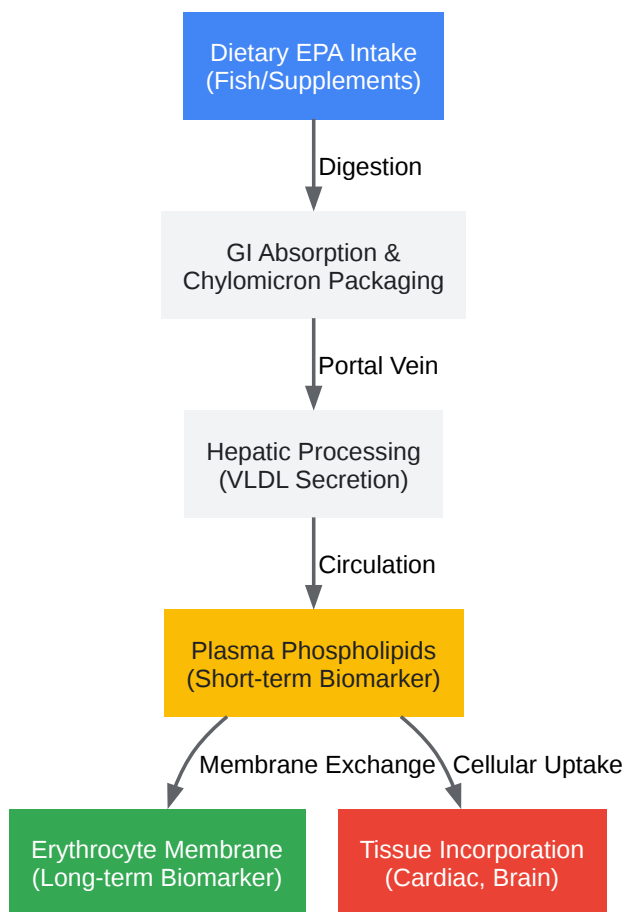 Dietary EPA Intake
(Fish/Supplements)
Digestion
GI Absorption &
Chylomicron Packaging
Portal Vein
Hepatic Processing
(VLDL Secretion)
Circulation
Plasma Phospholipids
(Short-term Biomarker)
Membrane Exchange
Cellular Uptake
Erythrocyte Membrane
(Long-term Biomarker)
Tissue Incorporation
(Cardiac, Brain)